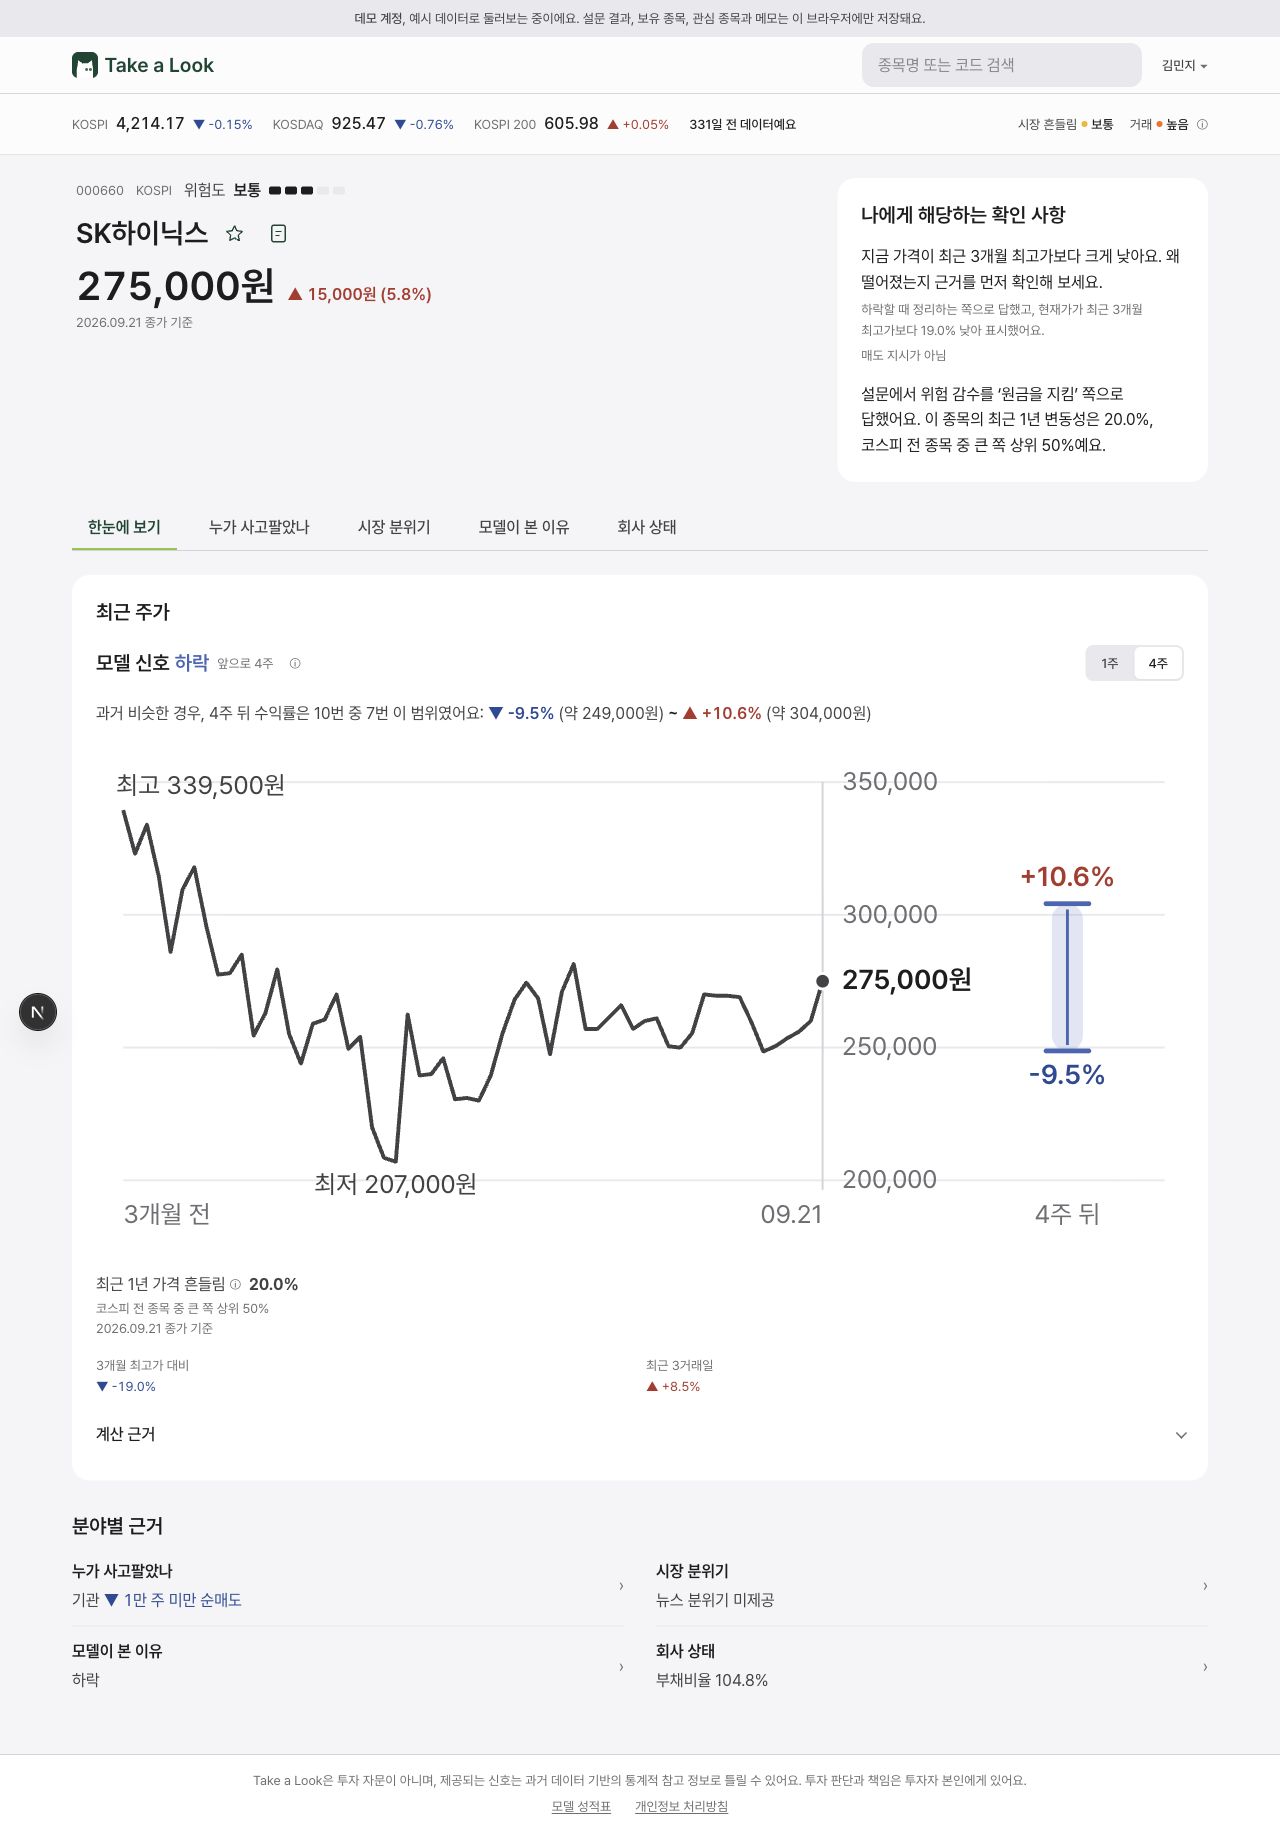 데모 계정, 예시 데이터로 둘러보는 중이에요. 설문 결과, 보유 종목, 관심 종목과 메모는 이 브라우저에만 저장돼요.
Take a Look
종목명 또는 코드 검색
김민지
KOSPI 4,214.17 ▼ -0.15% KOSDAQ 925.47 ▼ -0.76% KOSPI 200 605.98 ▲ +0.05% 331일 전 데이터예요
시장 흔들림 보통 거래 높음 ⓘ
000660 KOSPI 위험도 보통
SK하이닉스
275,000원 ▲ 15,000원 (5.8%)
2026.09.21 종가 기준
나에게 해당하는 확인 사항
지금 가격이 최근 3개월 최고가보다 크게 낮아요. 왜
떨어졌는지 근거를 먼저 확인해 보세요.
하락할 때 정리하는 쪽으로 답했고, 현재가가 최근 3개월
최고가보다 19.0% 낮아 표시했어요.
매도 지시가 아님
설문에서 위험 감수를 ‘원금을 지킴’ 쪽으로
답했어요. 이 종목의 최근 1년 변동성은 20.0%,
코스피 전 종목 중 큰 쪽 상위 50%예요.
한눈에 보기 누가 사고팔았나 시장 분위기 모델이 본 이유 회사 상태
최근 주가
모델 신호 하락 앞으로 4주 ⓘ
1주 4주
과거 비슷한 경우, 4주 뒤 수익률은 10번 중 7번 이 범위였어요: ▼ -9.5% (약 249,000원) ~ ▲ +10.6% (약 304,000원)
최고 339,500원
350,000
+10.6%
300,000
275,000원
250,000
-9.5%
최저 207,000원
200,000
3개월 전
09.21
4주 뒤
최근 1년 가격 흔들림 ⓘ 20.0%
코스피 전 종목 중 큰 쪽 상위 50%
2026.09.21 종가 기준
3개월 최고가 대비
▼ -19.0%
최근 3거래일
▲ +8.5%
계산 근거
분야별 근거
누가 사고팔았나
기관 ▼ 1만 주 미만 순매도
시장 분위기
뉴스 분위기 미제공
모델이 본 이유
하락
회사 상태
부채비율 104.8%
Take a Look은 투자 자문이 아니며, 제공되는 신호는 과거 데이터 기반의 통계적 참고 정보로 틀릴 수 있어요. 투자 판단과 책임은 투자자 본인에게 있어요.
모델 성적표 개인정보 처리방침
N